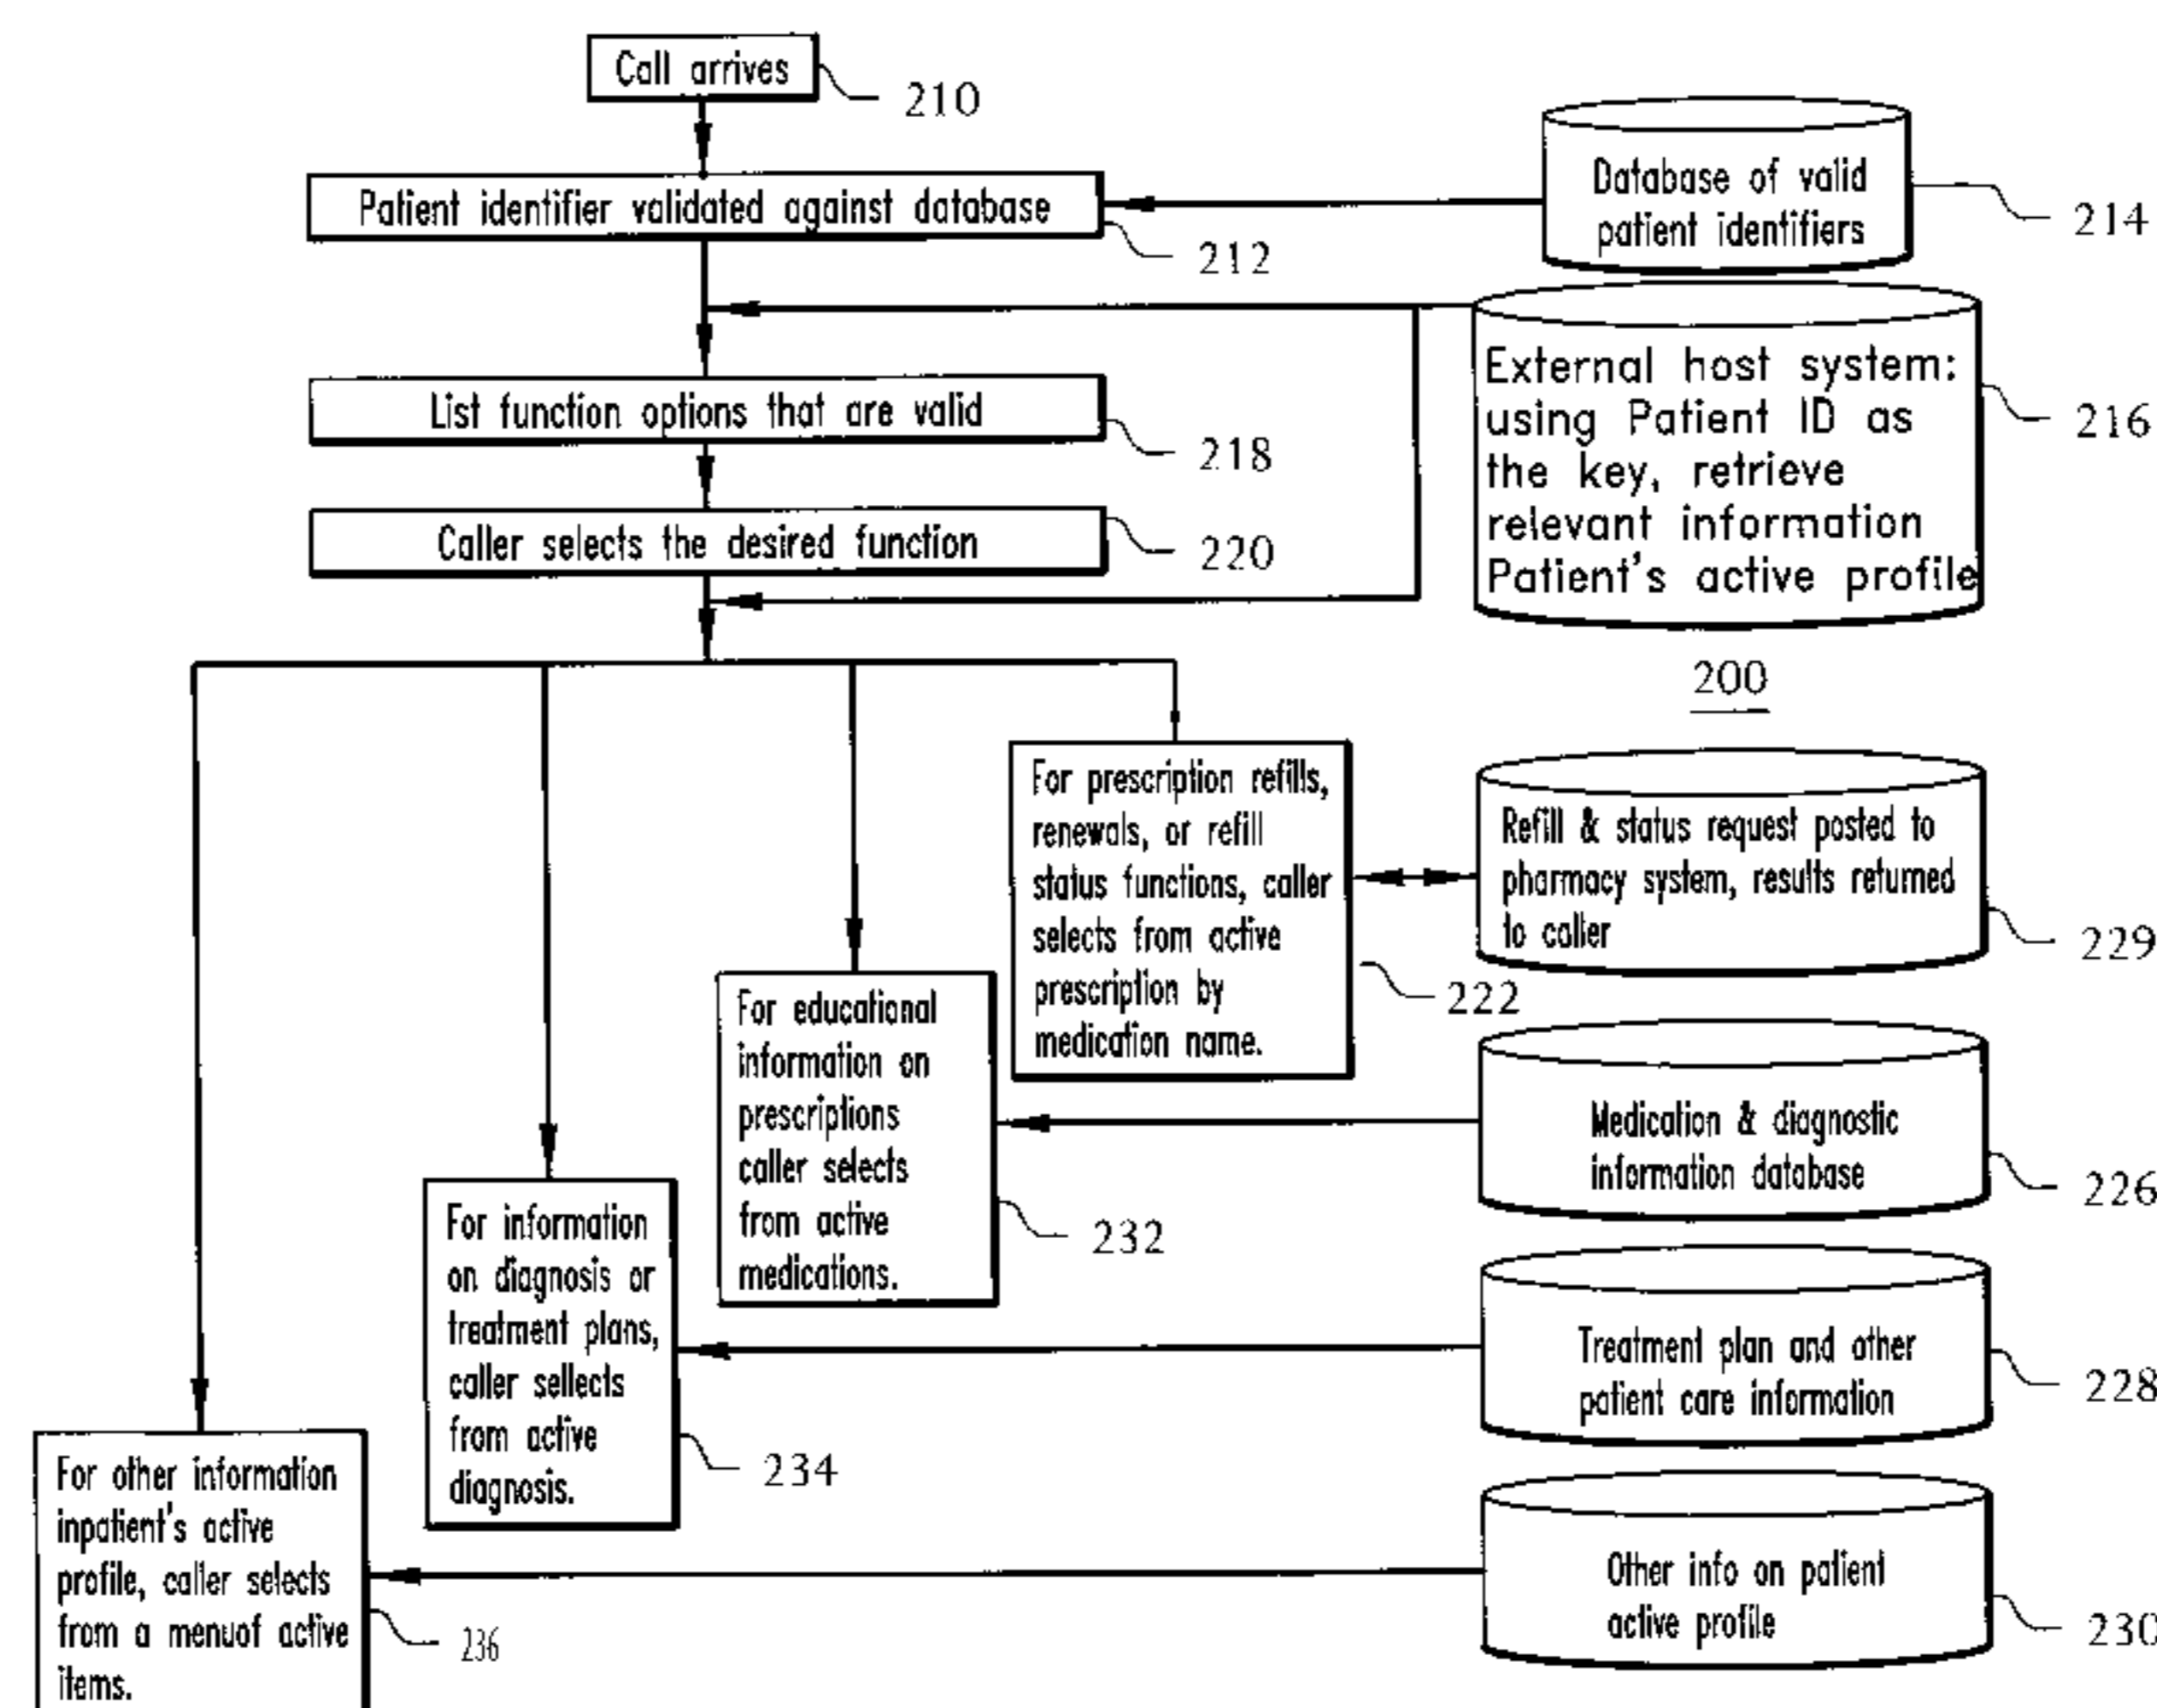 Call arrives
210
Patient identifier validated against database
212
Database of valid
patient identifiers
214
External host system:
using Patient ID as
the key, retrieve
relevant information
Patient's active profile
216
List function options that are valid
218
Caller selects the desired function
220
200
For prescription refills,
renewals, or refill
status functions, caller
selects from active
prescription by
medication name.
222
Refill & status request posted to
pharmacy system, results returned
to caller
229
For educational
information on
prescriptions
caller selects
from active
medications.
232
Medication & diagnostic
information database
226
For information
on diagnosis or
treatment plans,
caller sellects
from active
diagnosis.
234
Treatment plan and other
patient care information
228
For other information
inpatient's active
profile, caller selects
from a menuof active
items.
236
Other info on patient
active profile
230